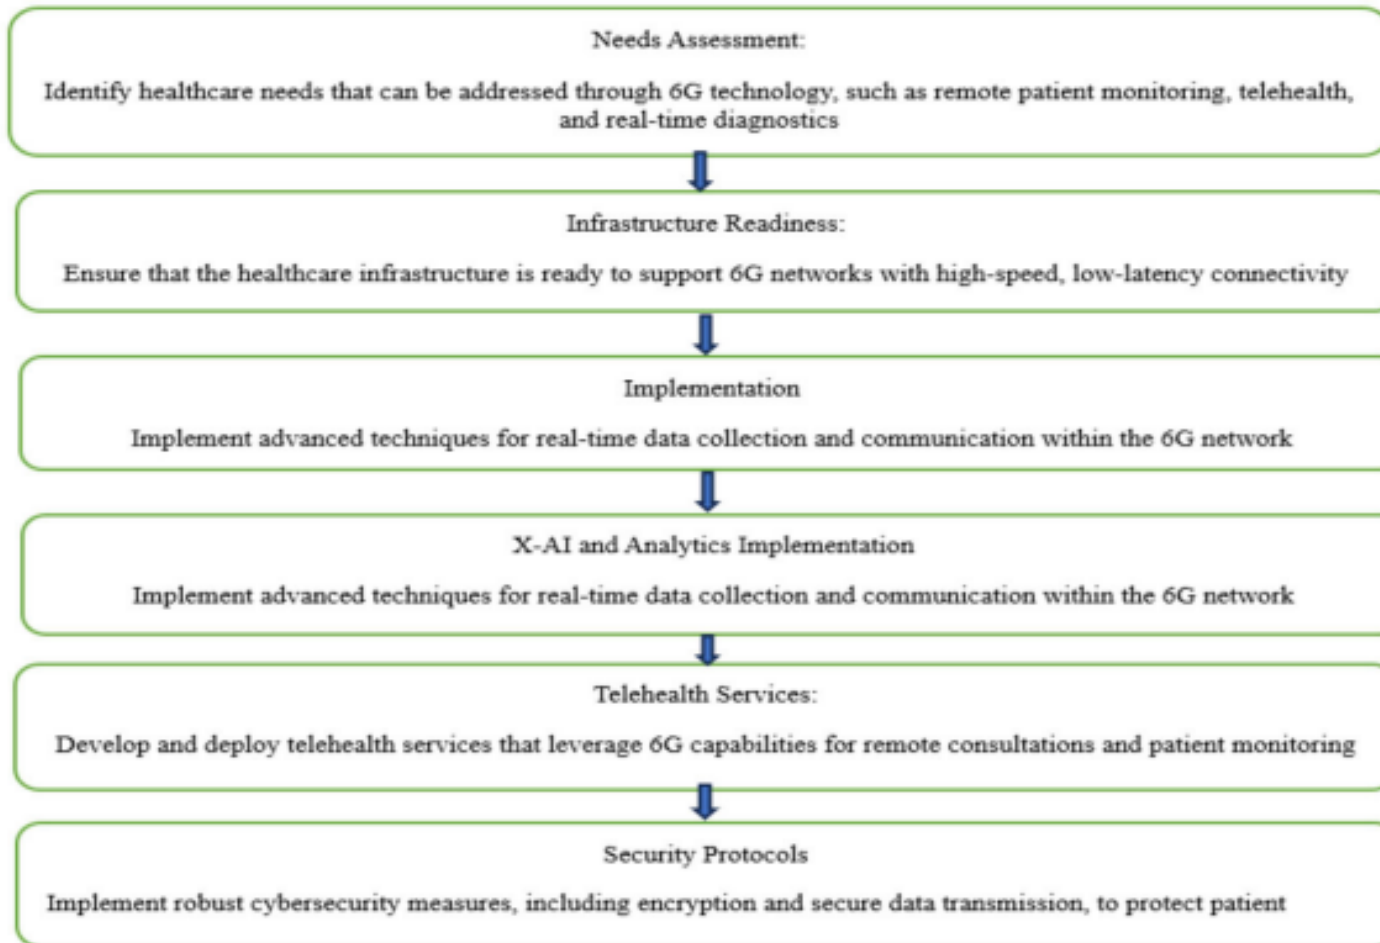 Needs Assessment:
Identify healthcare needs that can be addressed through 6G technology, such as remote patient monitoring, telehealth,
and real-time diagnostics
Infrastructure Readiness:
Ensure that the healthcare infrastructure is ready to support 6G networks with high-speed, low-latency connectivity
Implementation
Implement advanced techniques for real-time data collection and communication within the 6G network
X-AI and Analytics Implementation
Implement advanced techniques for real-time data collection and communication within the 6G network
Telehealth Services:
Develop and deploy telehealth services that leverage 6G capabilities for remote consultations and patient monitoring
Security Protocols
Implement robust cybersecurity measures, including encryption and secure data transmission, to protect patient